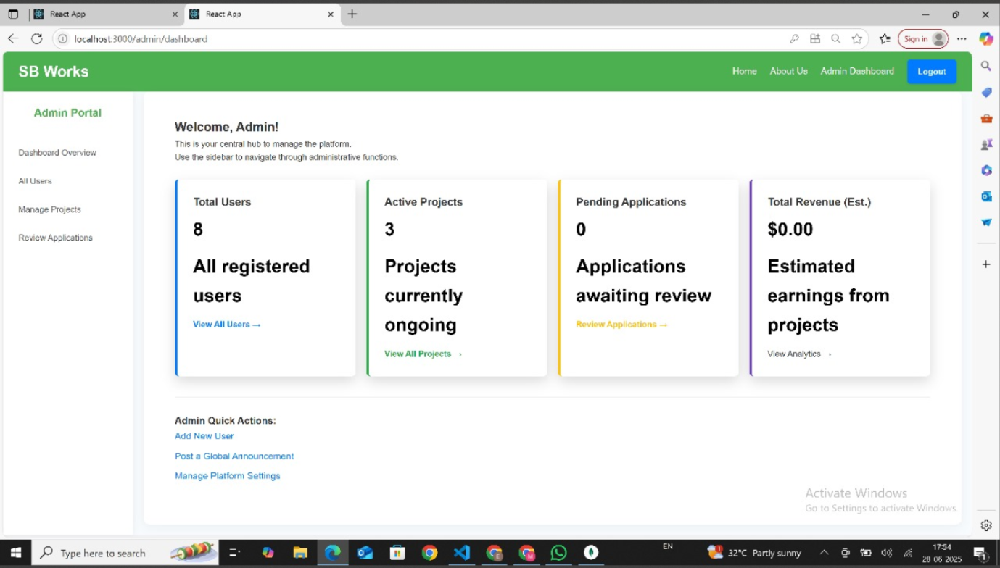 React App
React App
localhost:3000/admin/dashboard
Sign in
SB Works
Home
About Us
Admin Dashboard
Logout
Admin Portal
Dashboard Overview
All Users
Manage Projects
Review Applications
Welcome, Admin!
This is your central hub to manage the platform.
Use the sidebar to navigate through administrative functions.
Total Users
8
All registered
users
View All Users →
Active Projects
3
Projects
currently
ongoing
View All Projects →
Pending Applications
0
Applications
awaiting review
Review Applications →
Total Revenue (Est.)
$0.00
Estimated
earnings from
projects
View Analytics →
Admin Quick Actions:
Add New User
Post a Global Announcement
Manage Platform Settings
Activate Windows
Go to Settings to activate Windows.
Type here to search
EN
32°C Partly sunny
17:54
28-06-2025